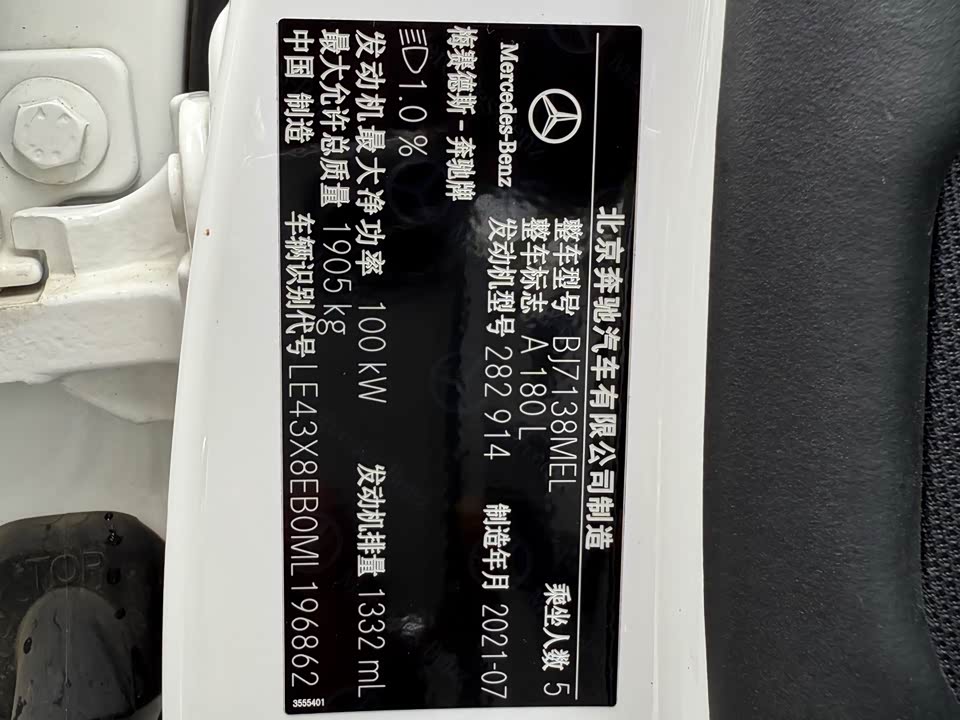 北京奔驰汽车有限公司制造
Mercedes-Benz
梅赛德斯-奔驰牌
整车型号 BJ7138MEL 乘坐人数 5
整车标志 A 180 L
发动机型号 282 914 制造年月 2021-07
1.0 %
发动机最大净功率 100 kW 发动机排量 1332 mL
最大允许总质量 1905 kg
中国 制造 车辆识别代号 LE43X8EB0ML196862
3555401
TOP